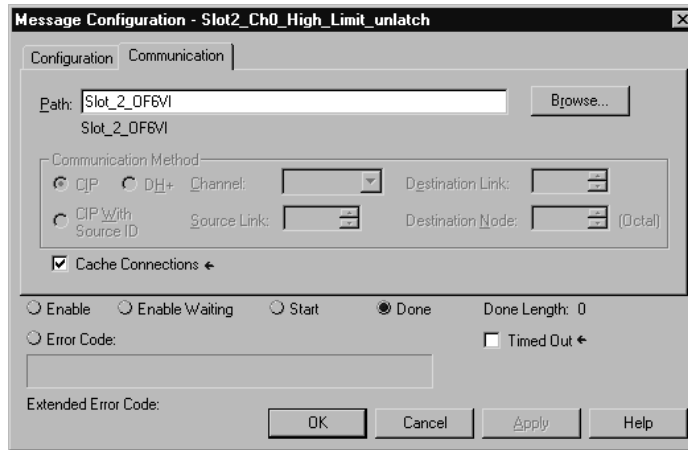 Message Configuration - Slot2_Ch0_High_Limit_unlatch
Configuration Communication
Path: Slot_2_OF6VI Browse...
Slot_2_OF6VI
Communication Method
CIP DH+ Channel: Destination Link:
CIP With Source ID Source Link: Destination Node: (Octal)
Cache Connections ←
Enable Enable Waiting Start Done Done Length: 0
Error Code: Timed Out ←
Extended Error Code:
OK Cancel Apply Help